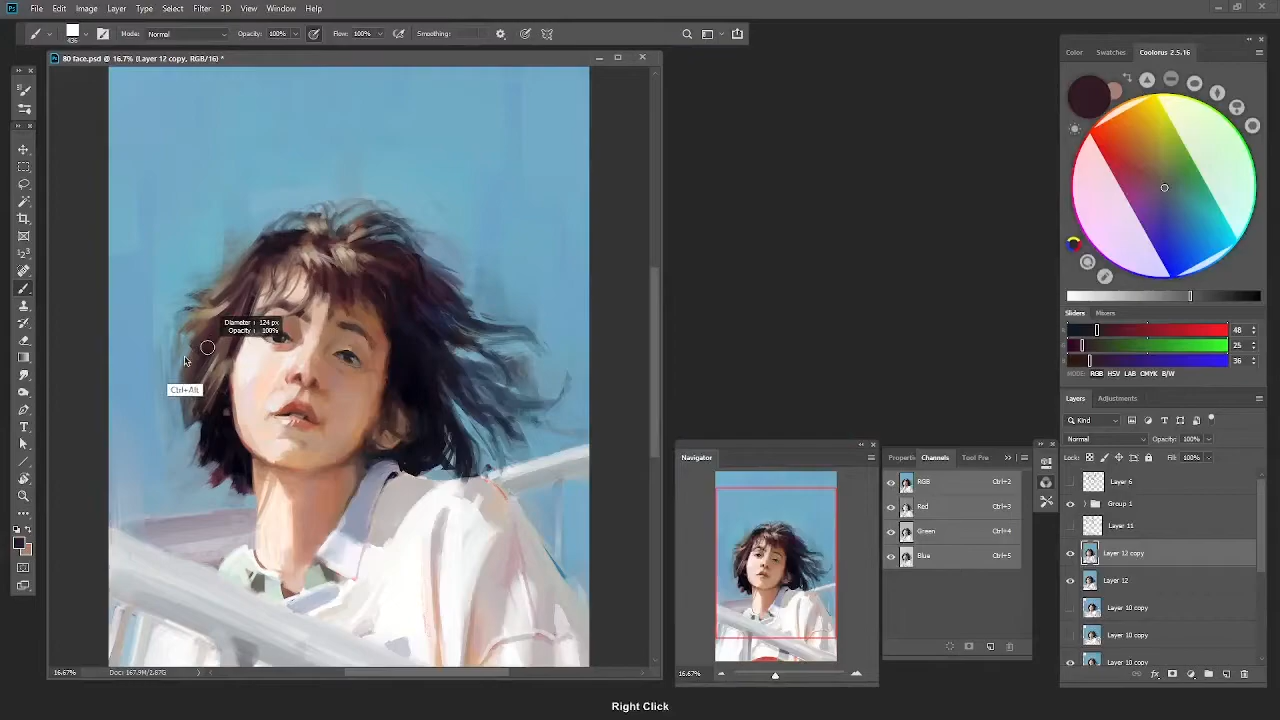 Ps File Edit Image Layer Type Select Filter 3D View Window Help
Mode: Normal Opacity: 100% Flow: 100% Smoothing:
80 face.psd @ 16.7% (Layer 12 copy, RGB/16) *
Color Swatches Coolorus 2.5.16
Diameter : 124 px
Opacity : 100%
Ctrl+Alt
Sliders Mixers
48
25
36
MODE: RGB HSV LAB CMYK B/W
Layers Adjustments
Kind
Normal Opacity: 100%
Lock: Fill: 100%
Layer 6
Group 1
Layer 11
Layer 12 copy
Layer 12
Layer 10 copy
Layer 10 copy
Layer 10 copy
Navigator
16.67%
Properti Channels Tool Pre
RGB Ctrl+2
Red Ctrl+3
Green Ctrl+4
Blue Ctrl+5
16.67% Doc: 167.9M/2.87G
Right Click